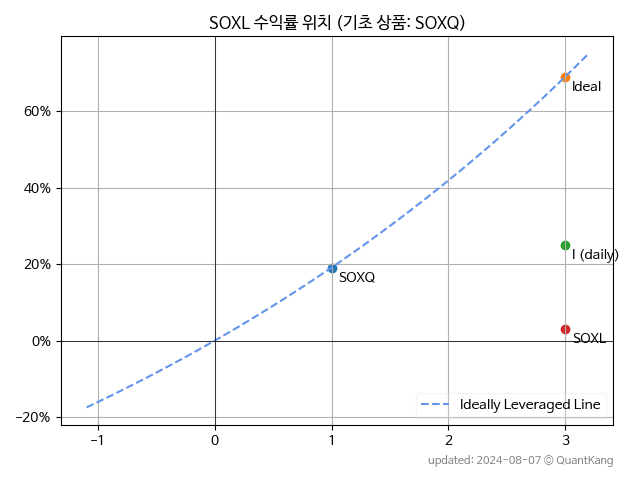 SOXL 수익률 위치 (기초 상품: SOXQ)
60%
40%
20%
0%
−20%
Ideal
I (daily)
SOXQ
SOXL
Ideally Leveraged Line
−1
0
1
2
3
updated: 2024-08-07 © QuantKang